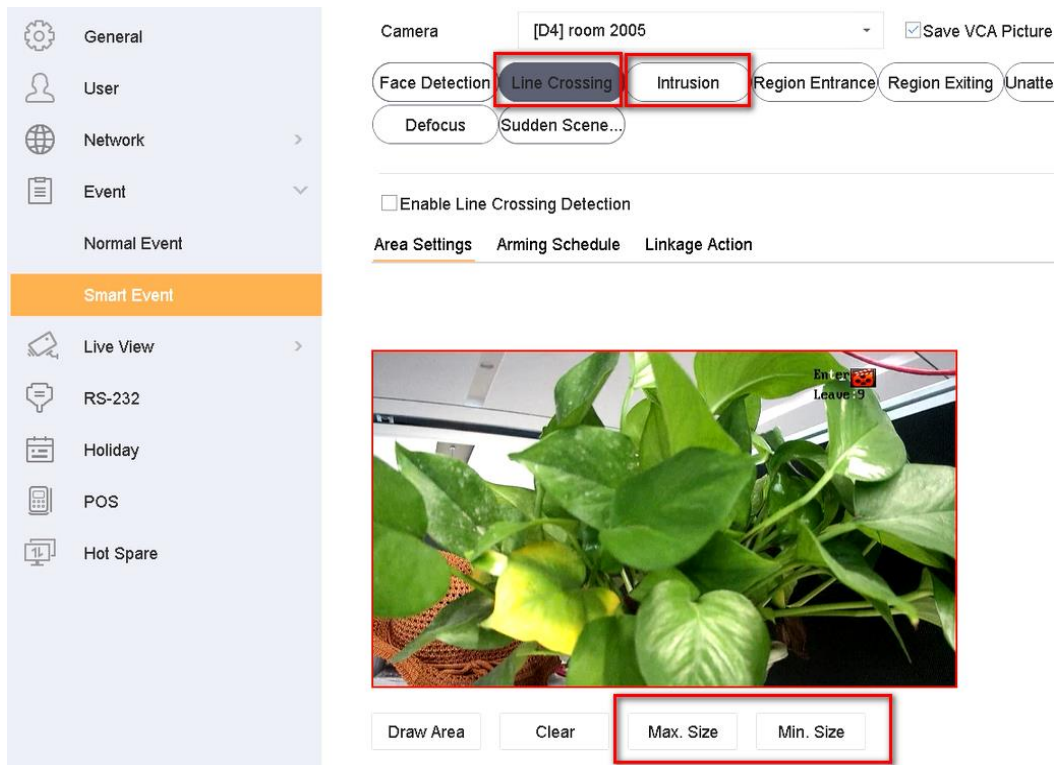 General
User
Network
Event
Normal Event
Smart Event
Live View
RS-232
Holiday
POS
Hot Spare
Camera [D4] room 2005 Save VCA Picture
Face Detection Line Crossing Intrusion Region Entrance Region Exiting Unatte
Defocus Sudden Scene...
Enable Line Crossing Detection
Area Settings Arming Schedule Linkage Action
Enter
Leave:9
Draw Area Clear Max. Size Min. Size